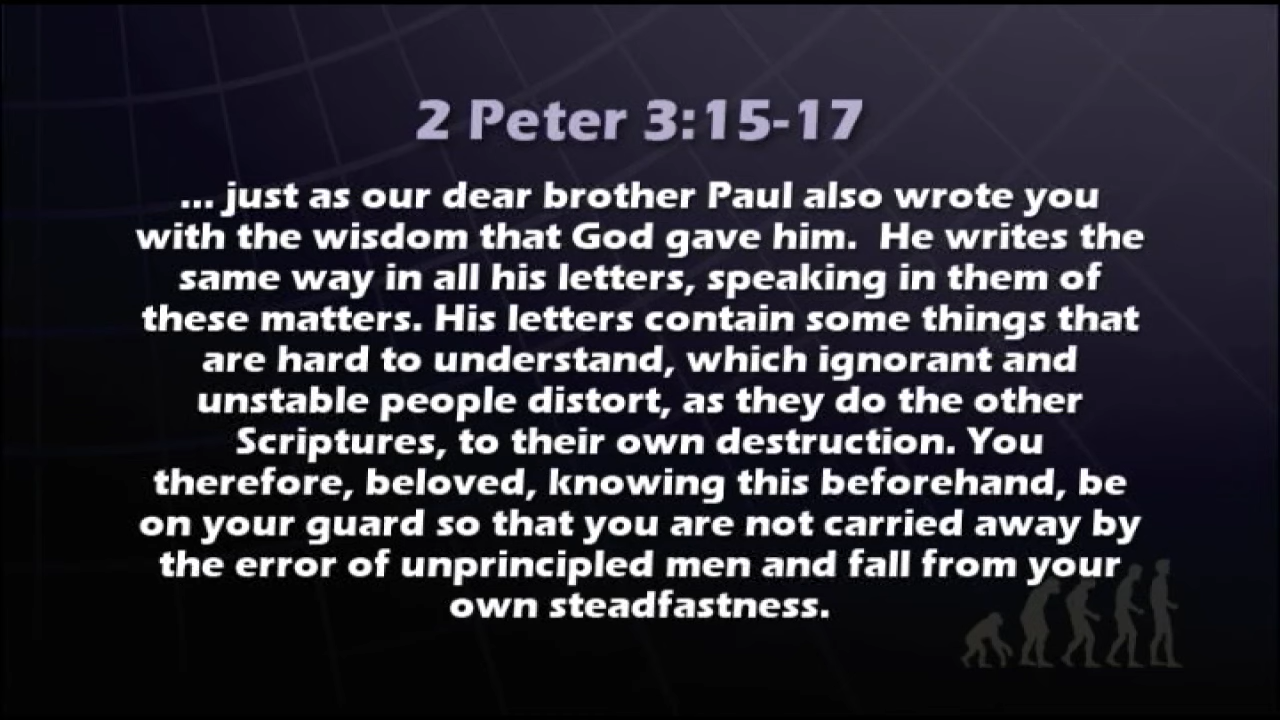 2 Peter 3:15-17
... just as our dear brother Paul also wrote you
with the wisdom that God gave him.  He writes the
same way in all his letters, speaking in them of
these matters. His letters contain some things that
are hard to understand, which ignorant and
unstable people distort, as they do the other
Scriptures, to their own destruction. You
therefore, beloved, knowing this beforehand, be
on your guard so that you are not carried away by
the error of unprincipled men and fall from your
own steadfastness.